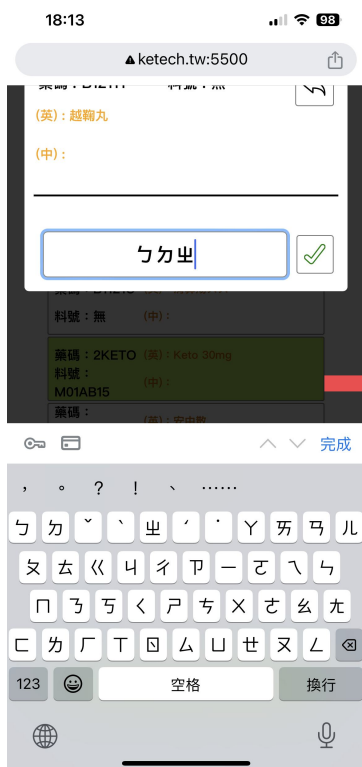 18:13
98
ketech.tw:5500
(英)：越鞠丸
(中)：
ㄅㄉㄓ
料號：無 (中)：
藥碼：2KETO (英)：Keto 30mg
料號：
M01AB15 (中)：
藥碼：
完成
， 。 ? ! 、 ……
ㄅ ㄉ ˇ ˋ ㄓ ˊ ˙ ㄚ ㄞ ㄢ ㄦ
ㄆ ㄊ ㄍ ㄐ ㄔ ㄗ ㄧ ㄛ ㄟ ㄣ
ㄇ ㄋ ㄎ ㄑ ㄕ ㄘ ㄨ ㄜ ㄠ ㄤ
ㄈ ㄌ ㄏ ㄒ ㄖ ㄙ ㄩ ㄝ ㄡ ㄥ
123 空格 換行